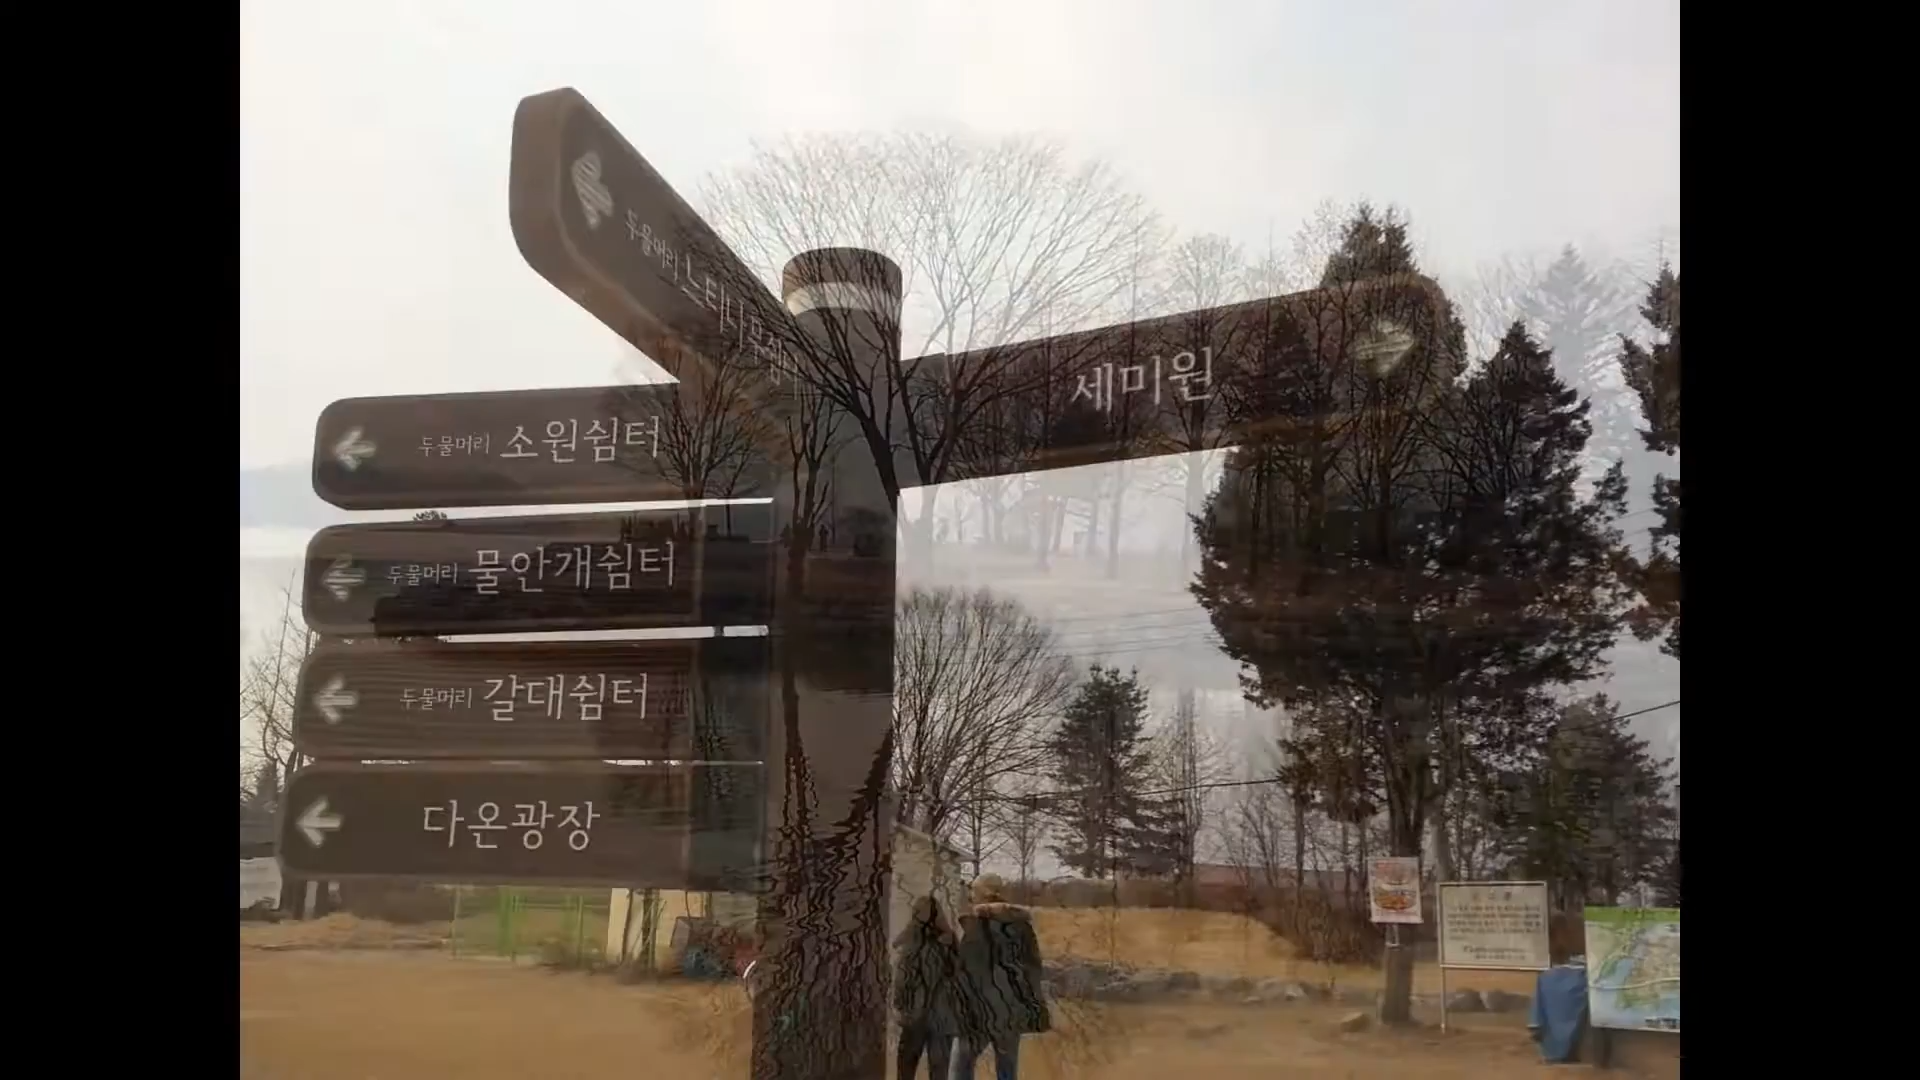 두물머리 느티나무쉼터
세미원
두물머리 소원쉼터
두물머리 물안개쉼터
두물머리 갈대쉼터
다온광장